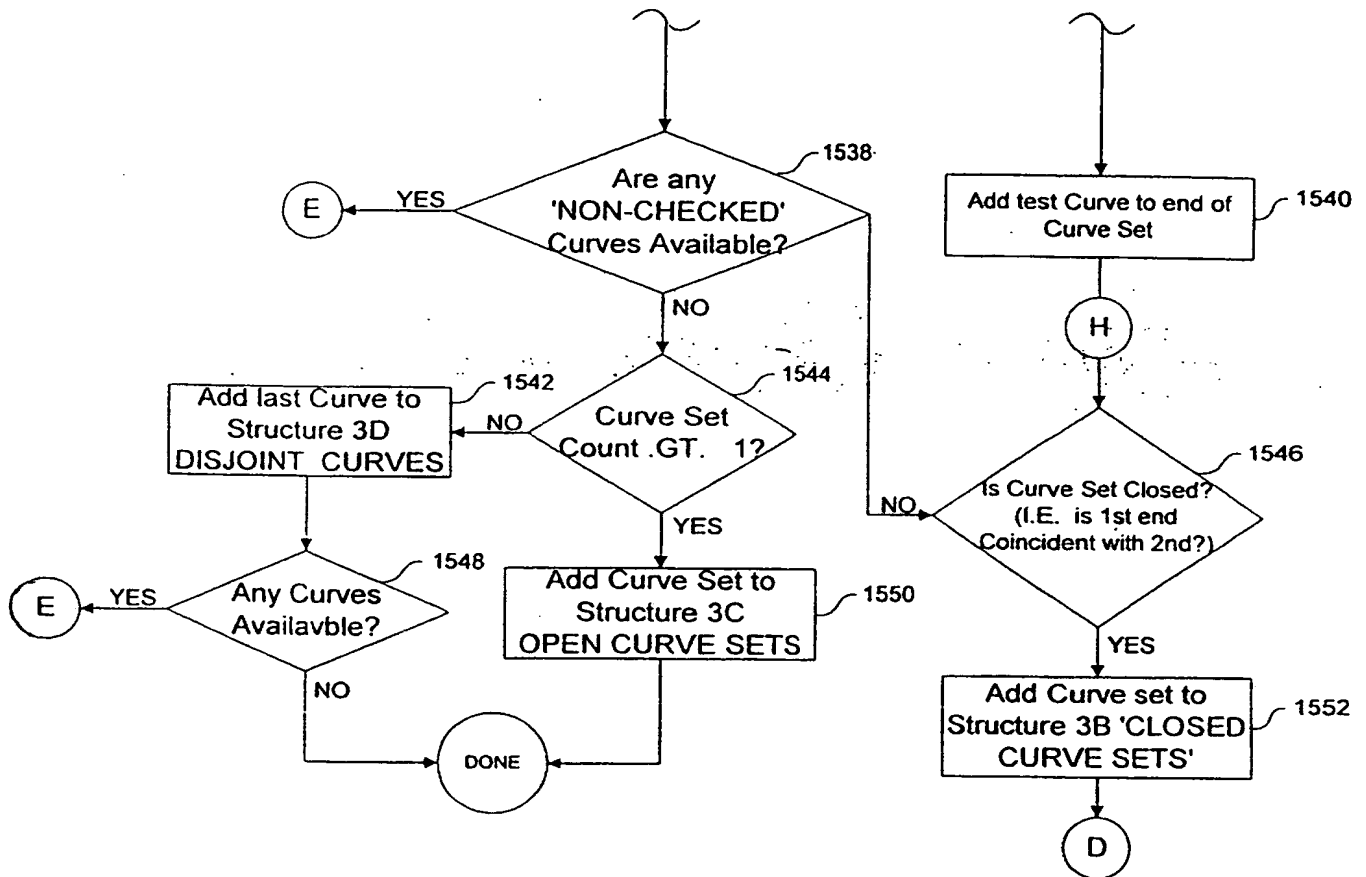 1538
Are any
'NON-CHECKED'
Curves Available?
YES
E
NO
1540
Add test Curve to end of
Curve Set
H
1542
Add last Curve to
Structure 3D
DISJOINT CURVES
1544
Curve Set
Count .GT. 1?
NO
YES
1546
Is Curve Set Closed?
(I.E. is 1st end
Coincident with 2nd?)
NO
YES
1548
Any Curves
Availavble?
YES
E
NO
1550
Add Curve Set to
Structure 3C
OPEN CURVE SETS
DONE
1552
Add Curve set to
Structure 3B 'CLOSED
CURVE SETS'
D